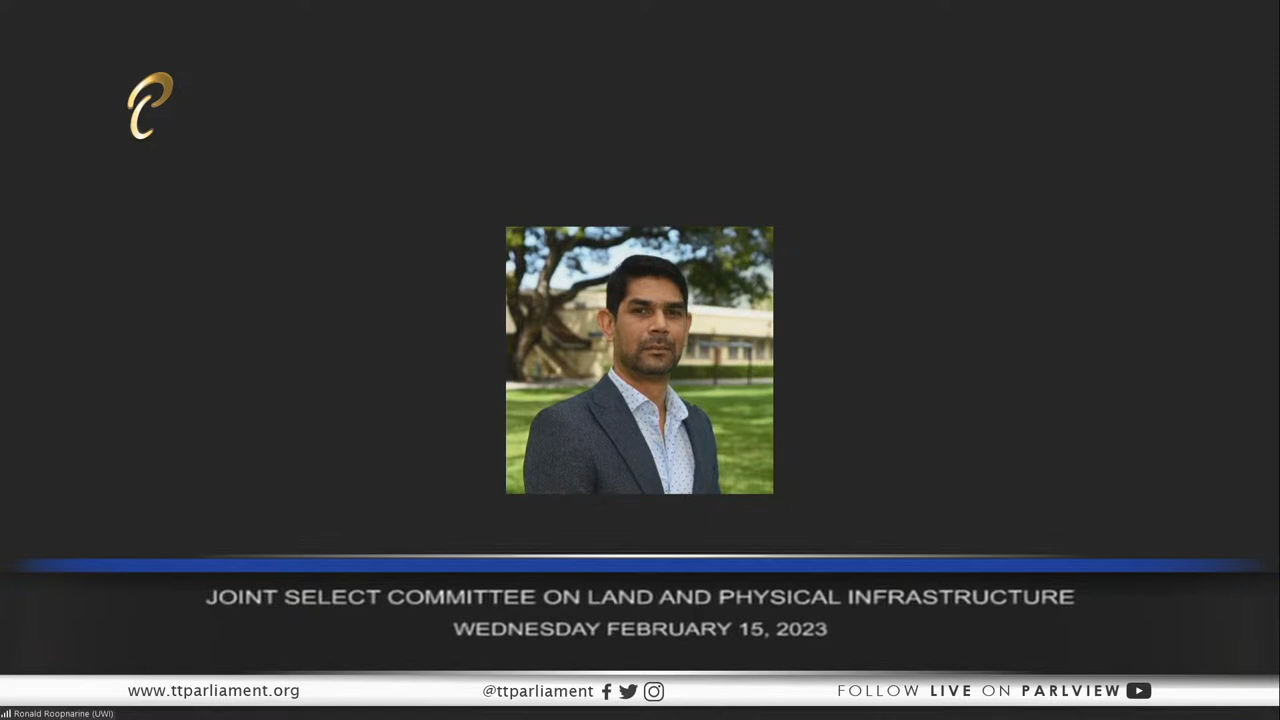 JOINT SELECT COMMITTEE ON LAND AND PHYSICAL INFRASTRUCTURE
WEDNESDAY FEBRUARY 15, 2023
www.ttparliament.org
@ttparliament
FOLLOW LIVE ON PARLVIEW
Ronald Roopnarine (UWI)